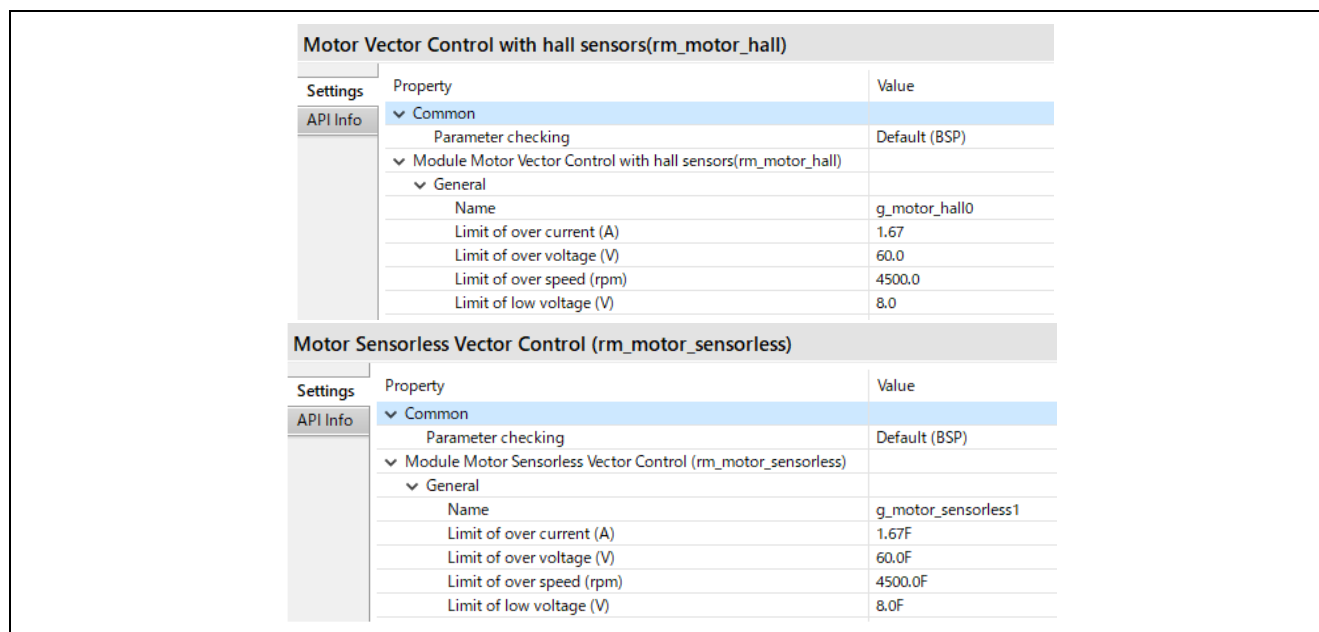 Motor Vector Control with hall sensors(rm_motor_hall)
Settings
Property Value
API Info
Common
Parameter checking Default (BSP)
Module Motor Vector Control with hall sensors(rm_motor_hall)
General
Name g_motor_hall0
Limit of over current (A) 1.67
Limit of over voltage (V) 60.0
Limit of over speed (rpm) 4500.0
Limit of low voltage (V) 8.0
Motor Sensorless Vector Control (rm_motor_sensorless)
Settings
Property Value
API Info
Common
Parameter checking Default (BSP)
Module Motor Sensorless Vector Control (rm_motor_sensorless)
General
Name g_motor_sensorless1
Limit of over current (A) 1.67F
Limit of over voltage (V) 60.0F
Limit of over speed (rpm) 4500.0F
Limit of low voltage (V) 8.0F